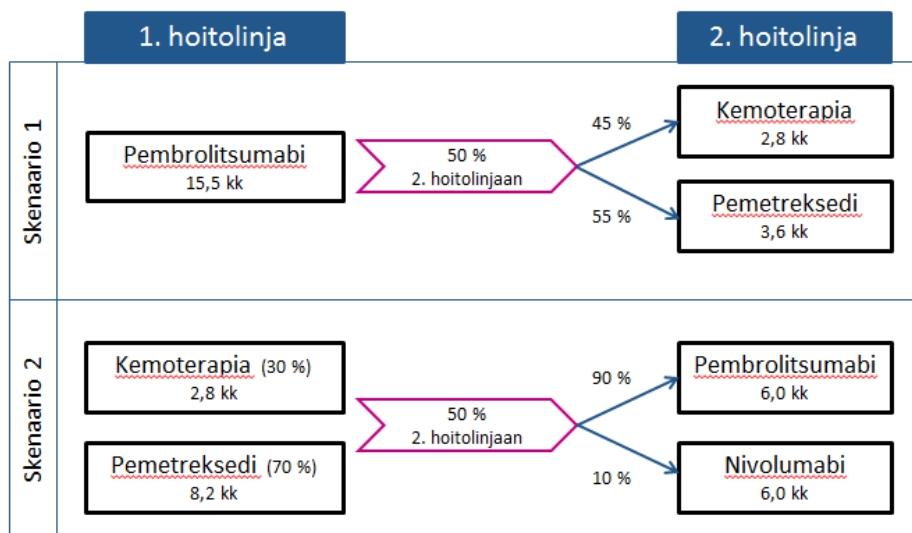 1. hoitolinja
2. hoitolinja
Skenaario 1
Pembrolitsumabi
15,5 kk
50 %
2. hoitolinjaan
45 %
55 %
Kemoterapia
2,8 kk
Pemetreksedi
3,6 kk
Skenaario 2
Kemoterapia (30 %)
2,8 kk
Pemetreksedi (70 %)
8,2 kk
50 %
2. hoitolinjaan
90 %
10 %
Pembrolitsumabi
6,0 kk
Nivolumabi
6,0 kk